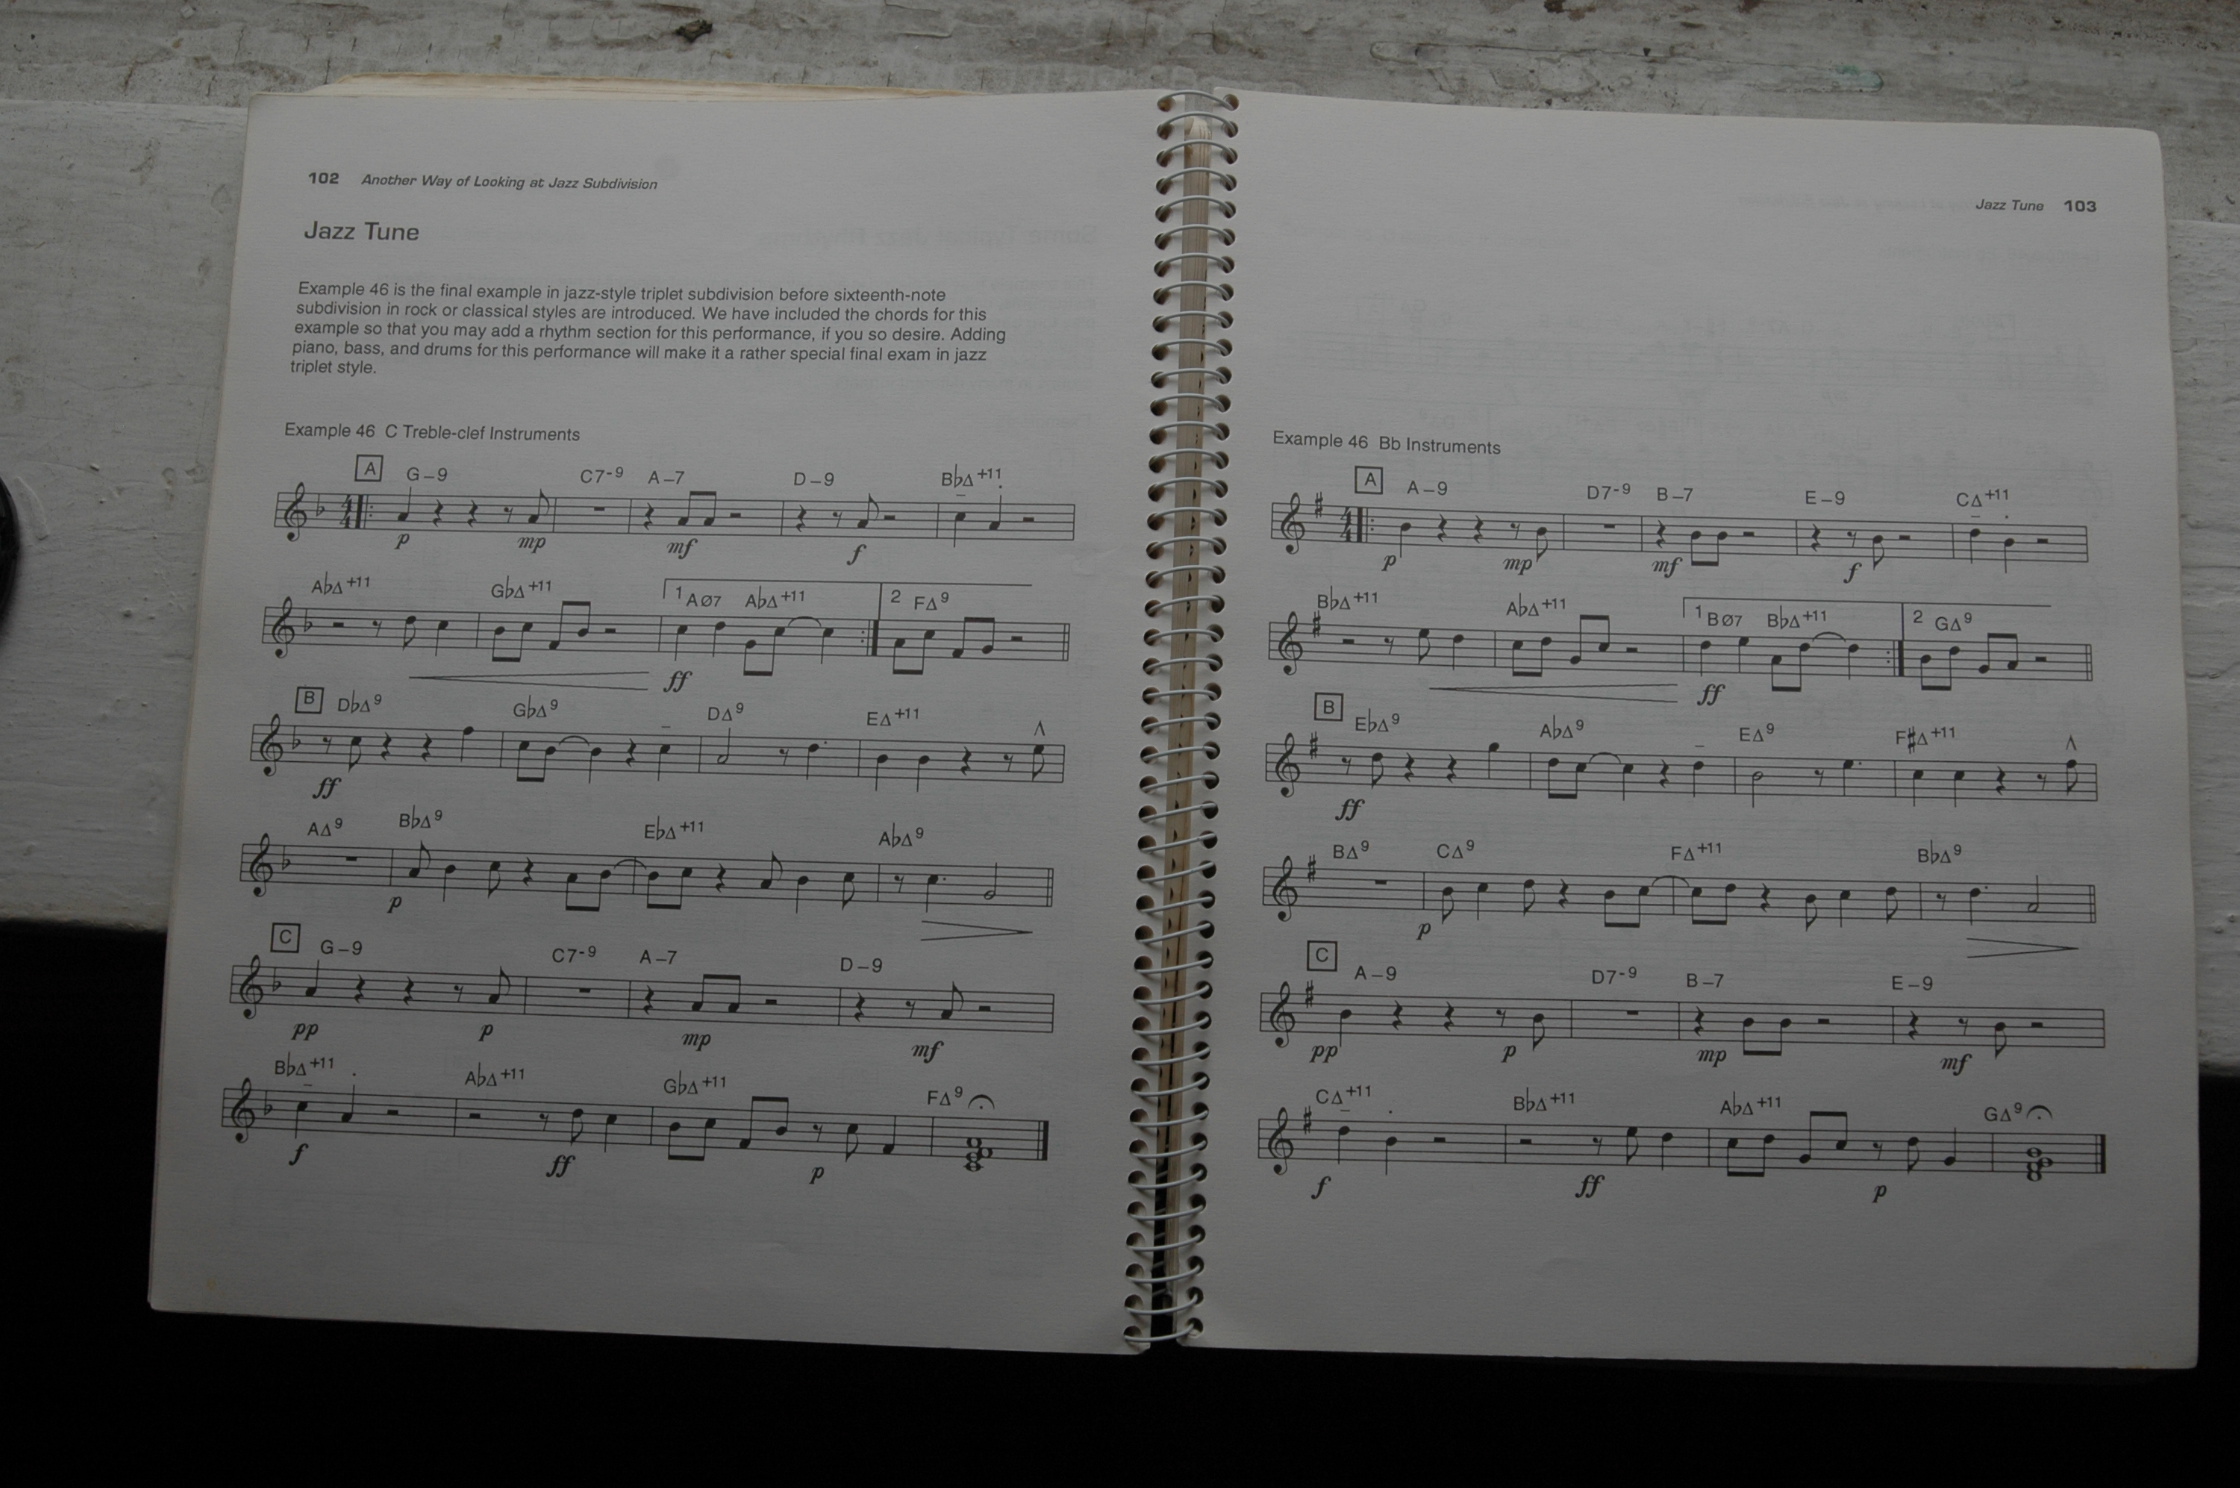 102 Another Way of Looking at Jazz Subdivision
Jazz Tune
Example 46 is the final example in jazz-style triplet subdivision before sixteenth-note
subdivision in rock or classical styles are introduced. We have included the chords for this
example so that you may add a rhythm section for this performance, if you so desire. Adding
piano, bass, and drums for this performance will make it a rather special final exam in jazz
triplet style.
Example 46 C Treble-clef Instruments
A G–9 C7-9 A–7 D–9 B♭Δ+11
4 4
p mp mf f
A♭Δ+11 G♭Δ+11 1 AØ7 A♭Δ+11 2 FΔ9
ff
B D♭Δ9 G♭Δ9 DΔ9 EΔ+11
ff
AΔ9 B♭Δ9 E♭Δ+11 A♭Δ9
p
C G–9 C7-9 A–7 D–9
pp p mp mf
B♭Δ+11 A♭Δ+11 G♭Δ+11 FΔ9
f ff p
Jazz Tune 103
Example 46 Bb Instruments
A A–9 D7-9 B–7 E–9 CΔ+11
4 4
p mp mf f
B♭Δ+11 A♭Δ+11 1 BØ7 B♭Δ+11 2 GΔ9
ff
B E♭Δ9 A♭Δ9 EΔ9 F♯Δ+11
ff
BΔ9 CΔ9 FΔ+11 B♭Δ9
p
C A–9 D7-9 B–7 E–9
pp p mp mf
CΔ+11 B♭Δ+11 A♭Δ+11 GΔ9
f ff p